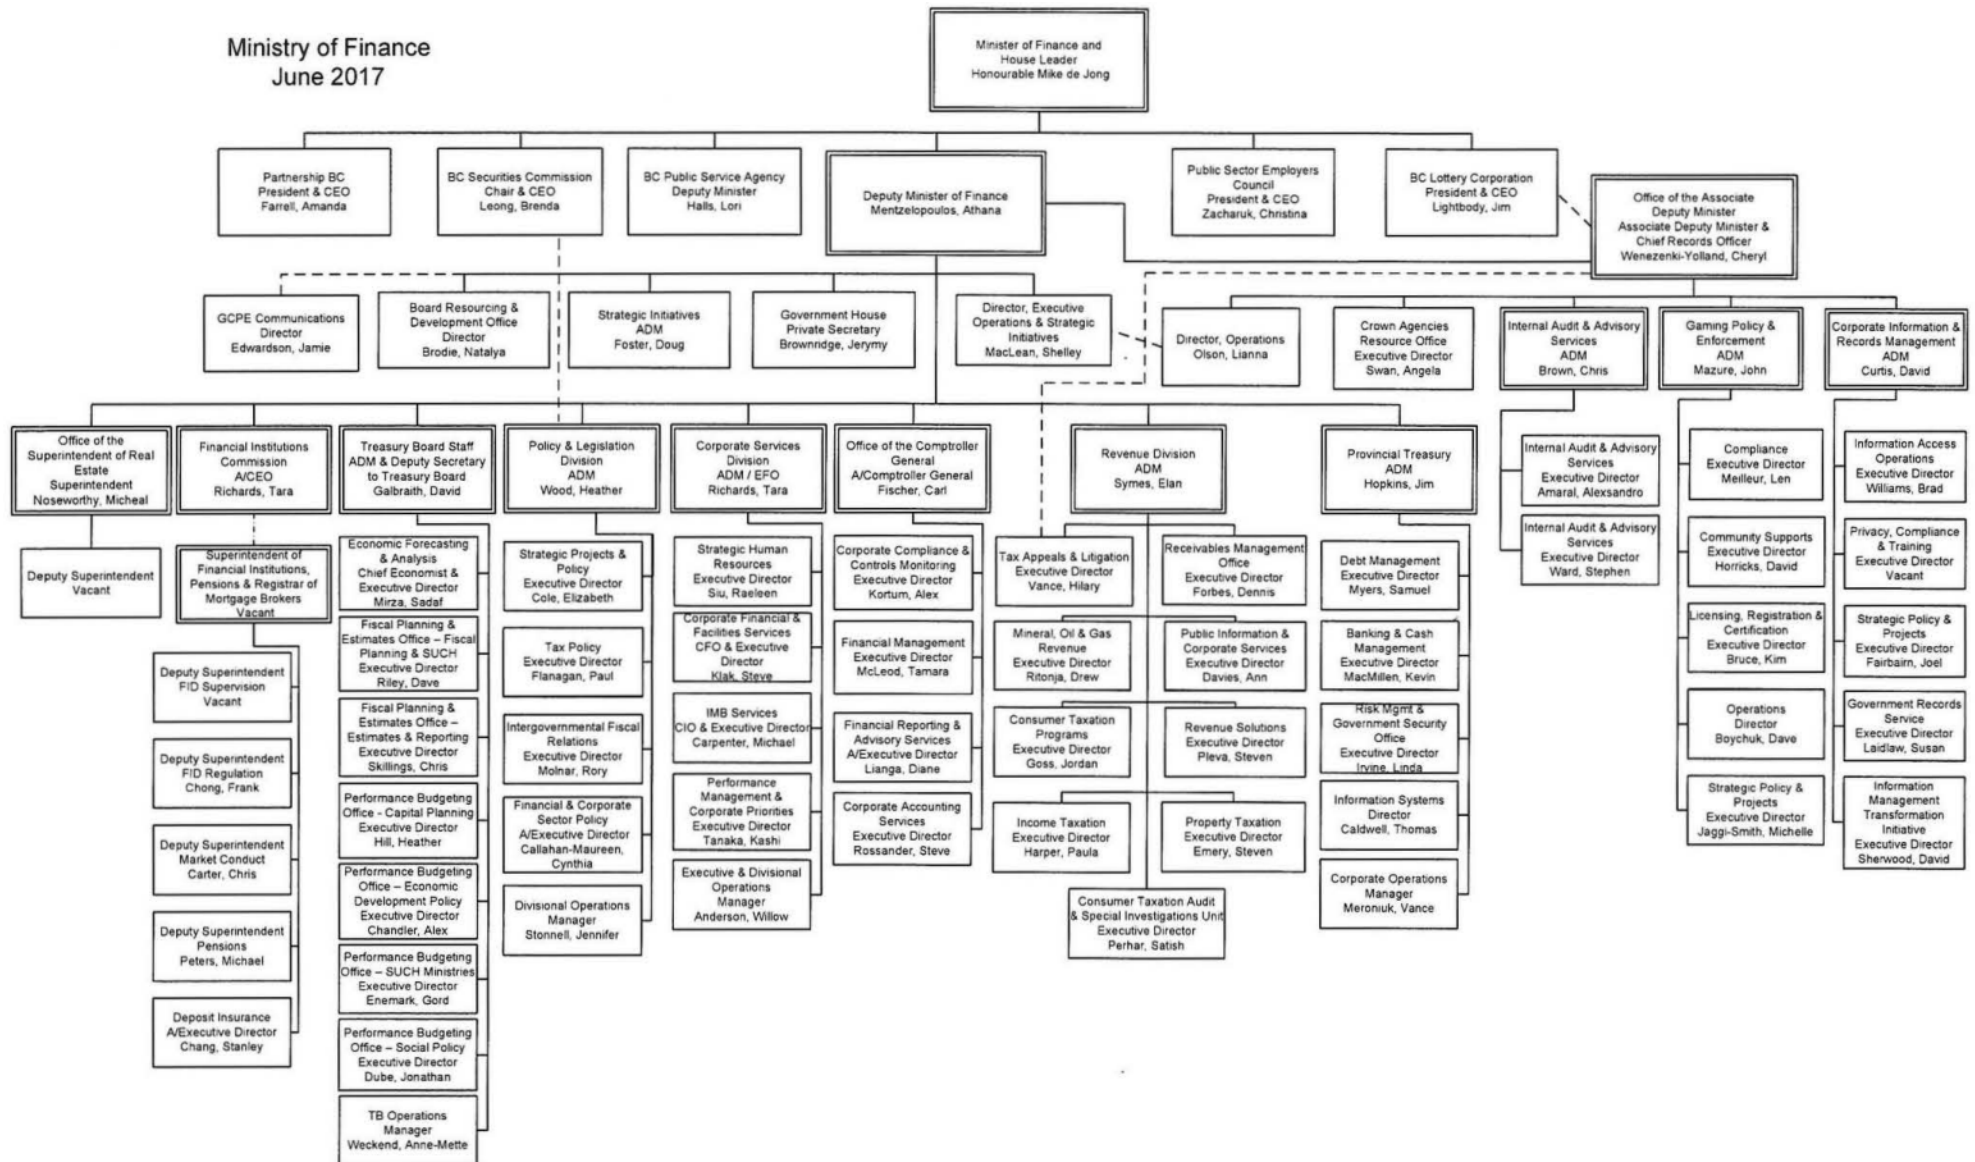 Ministry of Finance
June 2017
Minister of Finance and
House Leader
Honourable Mike de Jong
Partnership BC
President & CEO
Farrell, Amanda
BC Securities Commission
Chair & CEO
Leong, Brenda
BC Public Service Agency
Deputy Minister
Halls, Lori
Deputy Minister of Finance
Mentzelopoulos, Athana
Public Sector Employers
Council
President & CEO
Zacharuk, Christina
BC Lottery Corporation
President & CEO
Lightbody, Jim
Office of the Associate
Deputy Minister
Associate Deputy Minister &
Chief Records Officer
Wenezenki-Yolland, Cheryl
GCPE Communications
Director
Edwardson, Jamie
Board Resourcing &
Development Office
Director
Brodie, Natalya
Strategic Initiatives
ADM
Foster, Doug
Government House
Private Secretary
Brownridge, Jerymy
Director, Executive
Operations & Strategic
Initiatives
MacLean, Shelley
Director, Operations
Olson, Lianna
Crown Agencies
Resource Office
Executive Director
Swan, Angela
Internal Audit & Advisory
Services
ADM
Brown, Chris
Gaming Policy &
Enforcement
ADM
Mazure, John
Corporate Information &
Records Management
ADM
Curtis, David
Office of the
Superintendent of Real
Estate
Superintendent
Noseworthy, Micheal
Financial Institutions
Commission
A/CEO
Richards, Tara
Treasury Board Staff
ADM & Deputy Secretary
to Treasury Board
Galbraith, David
Policy & Legislation
Division
ADM
Wood, Heather
Corporate Services
Division
ADM / EFO
Richards, Tara
Office of the Comptroller
General
A/Comptroller General
Fischer, Carl
Revenue Division
ADM
Symes, Elan
Provincial Treasury
ADM
Hopkins, Jim
Deputy Superintendent
Vacant
Superintendent of
Financial Institutions,
Pensions & Registrar of
Mortgage Brokers
Vacant
Deputy Superintendent
FID Supervision
Vacant
Deputy Superintendent
FID Regulation
Chong, Frank
Deputy Superintendent
Market Conduct
Carter, Chris
Deputy Superintendent
Pensions
Peters, Michael
Deposit Insurance
A/Executive Director
Chang, Stanley
Economic Forecasting
& Analysis
Chief Economist &
Executive Director
Mirza, Sadaf
Fiscal Planning &
Estimates Office – Fiscal
Planning & SUCH
Executive Director
Riley, Dave
Fiscal Planning &
Estimates Office –
Estimates & Reporting
Executive Director
Skillings, Chris
Performance Budgeting
Office - Capital Planning
Executive Director
Hill, Heather
Performance Budgeting
Office – Economic
Development Policy
Executive Director
Chandler, Alex
Performance Budgeting
Office – SUCH Ministries
Executive Director
Enemark, Gord
Performance Budgeting
Office – Social Policy
Executive Director
Dube, Jonathan
TB Operations
Manager
Weckend, Anne-Mette
Strategic Projects &
Policy
Executive Director
Cole, Elizabeth
Tax Policy
Executive Director
Flanagan, Paul
Intergovernmental Fiscal
Relations
Executive Director
Molnar, Rory
Financial & Corporate
Sector Policy
A/Executive Director
Callahan-Maureen,
Cynthia
Divisional Operations
Manager
Stonnell, Jennifer
Strategic Human
Resources
Executive Director
Siu, Raeleen
Corporate Financial &
Facilities Services
CFO & Executive
Director
Klak, Steve
IMB Services
CIO & Executive Director
Carpenter, Michael
Performance
Management &
Corporate Priorities
Executive Director
Tanaka, Kashi
Executive & Divisional
Operations
Manager
Anderson, Willow
Corporate Compliance &
Controls Monitoring
Executive Director
Kortum, Alex
Financial Management
Executive Director
McLeod, Tamara
Financial Reporting &
Advisory Services
A/Executive Director
Lianga, Diane
Corporate Accounting
Services
Executive Director
Rossander, Steve
Tax Appeals & Litigation
Executive Director
Vance, Hilary
Receivables Management
Office
Executive Director
Forbes, Dennis
Mineral, Oil & Gas
Revenue
Executive Director
Ritonja, Drew
Public Information &
Corporate Services
Executive Director
Davies, Ann
Consumer Taxation
Programs
Executive Director
Goss, Jordan
Revenue Solutions
Executive Director
Pleva, Steven
Income Taxation
Executive Director
Harper, Paula
Property Taxation
Executive Director
Emery, Steven
Consumer Taxation Audit
& Special Investigations Unit
Executive Director
Perhar, Satish
Debt Management
Executive Director
Myers, Samuel
Banking & Cash
Management
Executive Director
MacMillen, Kevin
Risk Mgmt &
Government Security
Office
Executive Director
Irvine, Linda
Information Systems
Director
Caldwell, Thomas
Corporate Operations
Manager
Meroniuk, Vance
Internal Audit & Advisory
Services
Executive Director
Amaral, Alexsandro
Internal Audit & Advisory
Services
Executive Director
Ward, Stephen
Compliance
Executive Director
Meilleur, Len
Community Supports
Executive Director
Horricks, David
Licensing, Registration &
Certification
Executive Director
Bruce, Kim
Operations
Director
Boychuk, Dave
Strategic Policy &
Projects
Executive Director
Jaggi-Smith, Michelle
Information Access
Operations
Executive Director
Williams, Brad
Privacy, Compliance
& Training
Executive Director
Vacant
Strategic Policy &
Projects
Executive Director
Fairbairn, Joel
Government Records
Service
Executive Director
Laidlaw, Susan
Information
Management
Transformation
Initiative
Executive Director
Sherwood, David